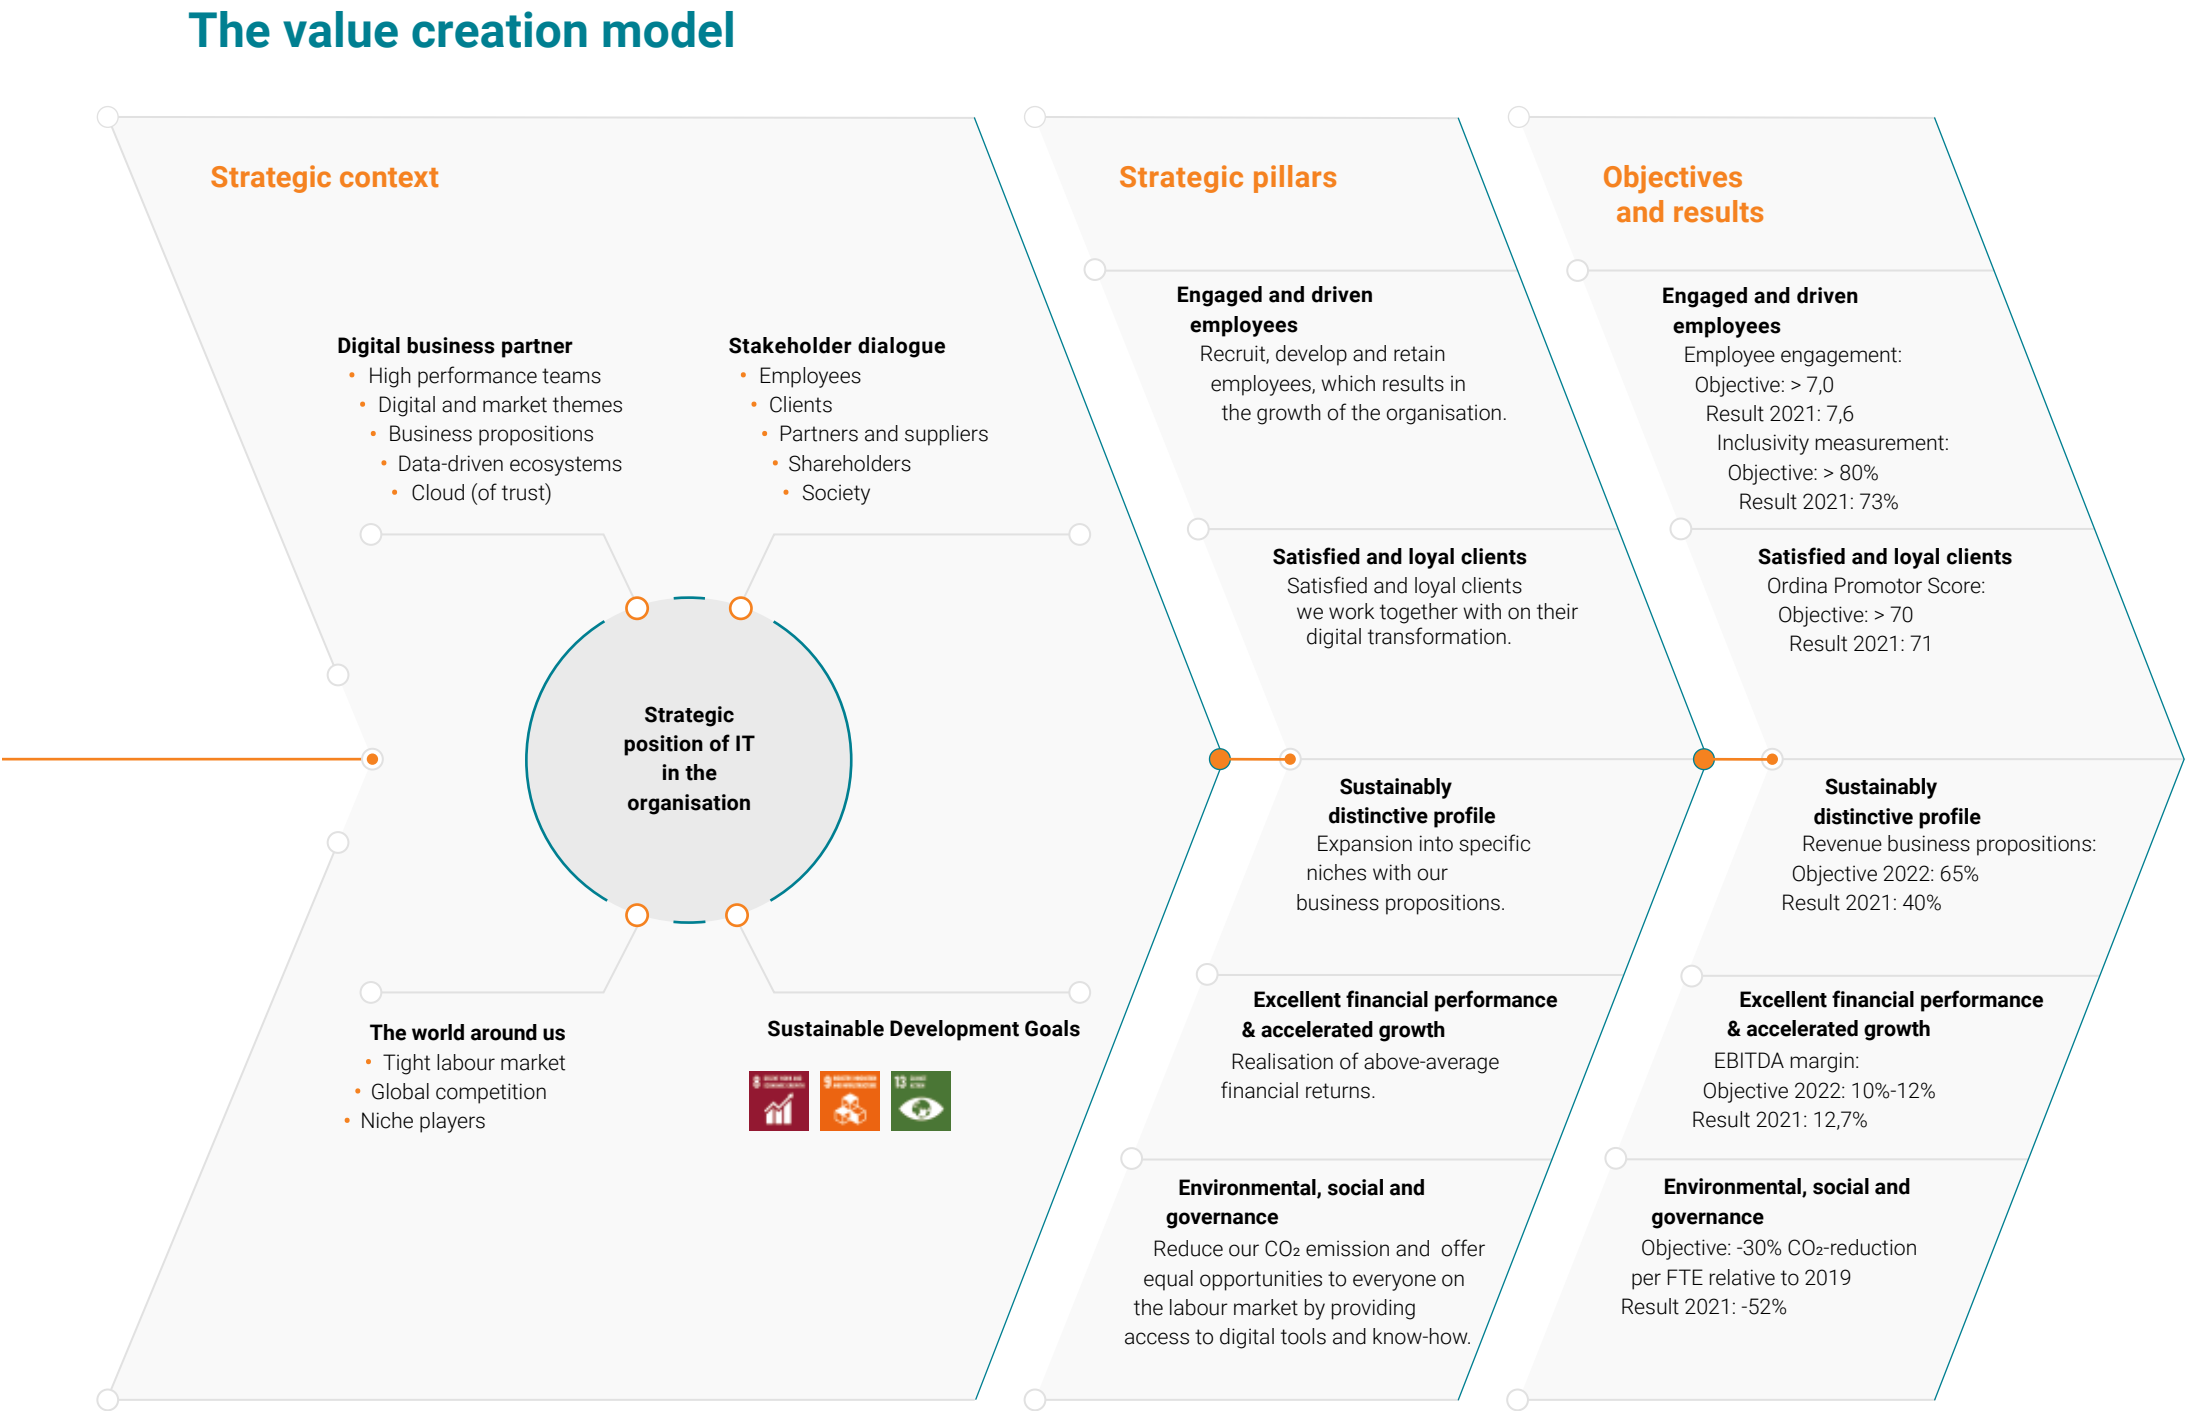 The value creation model
Strategic context
Digital business partner
• High performance teams
• Digital and market themes
• Business propositions
• Data-driven ecosystems
• Cloud (of trust)
Stakeholder dialogue
• Employees
• Clients
• Partners and suppliers
• Shareholders
• Society
Strategic
position of IT
in the
organisation
The world around us
• Tight labour market
• Global competition
• Niche players
Sustainable Development Goals
8
9
13
Strategic pillars
Engaged and driven
employees
Recruit, develop and retain
employees, which results in
the growth of the organisation.
Satisfied and loyal clients
Satisfied and loyal clients
we work together with on their
digital transformation.
Sustainably
distinctive profile
Expansion into specific
niches with our
business propositions.
Excellent financial performance
& accelerated growth
Realisation of above-average
financial returns.
Environmental, social and
governance
Reduce our CO₂ emission and offer
equal opportunities to everyone on
the labour market by providing
access to digital tools and know-how.
Objectives
and results
Engaged and driven
employees
Employee engagement:
Objective: > 7,0
Result 2021: 7,6
Inclusivity measurement:
Objective: > 80%
Result 2021: 73%
Satisfied and loyal clients
Ordina Promotor Score:
Objective: > 70
Result 2021: 71
Sustainably
distinctive profile
Revenue business propositions:
Objective 2022: 65%
Result 2021: 40%
Excellent financial performance
& accelerated growth
EBITDA margin:
Objective 2022: 10%-12%
Result 2021: 12,7%
Environmental, social and
governance
Objective: -30% CO₂-reduction
per FTE relative to 2019
Result 2021: -52%